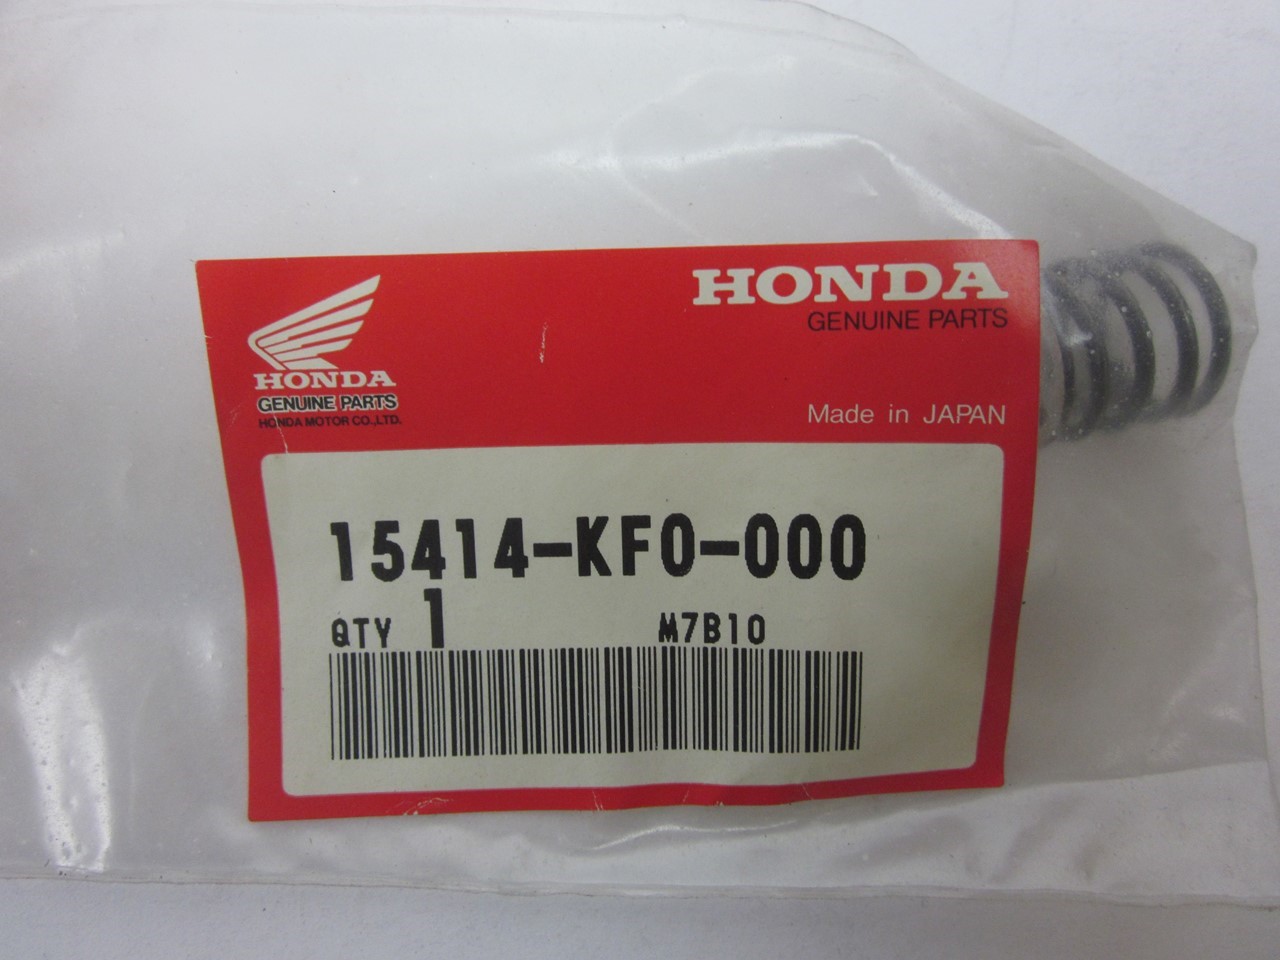 HONDA
GENUINE PARTS
HONDA MOTOR CO.,LTD.
HONDA
GENUINE PARTS
Made in JAPAN
15414-KF0-000
QTY 1 M7B10